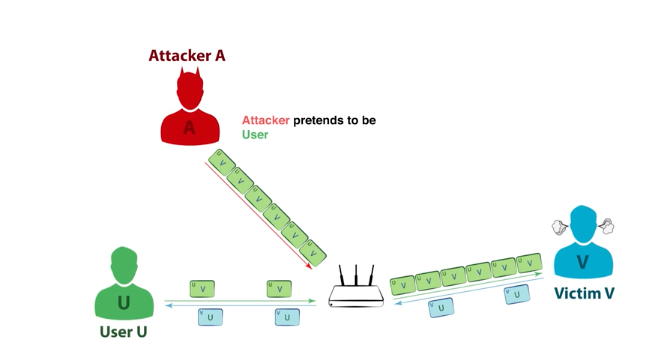 Attacker A
A
Attacker pretends to be
User
U V
U V
U V
U V
U V
U V
U V U V U V U V U V U V
V
V U V U
Victim V
U V U V
U
V U V U
User U